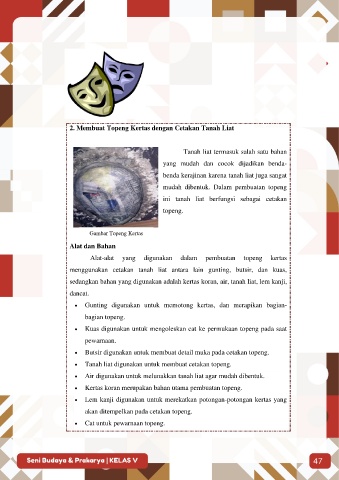 2. Membuat Topeng Kertas dengan Cetakan Tanah Liat
Tanah liat termasuk salah satu bahan
yang mudah dan cocok dijadikan benda-
benda kerajinan karena tanah liat juga sangat
mudah dibentuk. Dalam pembuatan topeng
ini tanah liat berfungsi sebagai cetakan
topeng.
Gambar Topeng Kertas
Alat dan Bahan
Alat-alat yang digunakan dalam pembuatan topeng kertas
menggunakan cetakan tanah liat antara lain gunting, butsir, dan kuas,
sedangkan bahan yang digunakan adalah kertas koran, air, tanah liat, lem kanji,
dancat.
• Gunting digunakan untuk memotong kertas, dan merapikan bagian-
bagian topeng.
• Kuas digunakan untuk mengoleskan cat ke permukaan topeng pada saat
pewarnaan.
• Butsir digunakan untuk membuat detail muka pada cetakan topeng.
• Tanah liat digunakan untuk membuat cetakan topeng.
• Air digunakan untuk melunakkan tanah liat agar mudah dibentuk.
• Kertas koran merupakan bahan utama pembuatan topeng.
• Lem kanji digunakan untuk merekatkan potongan-potongan kertas yang
akan ditempelkan pada cetakan topeng.
• Cat untuk pewarnaan topeng.
Seni Budaya & Prakarya | KELAS V
47